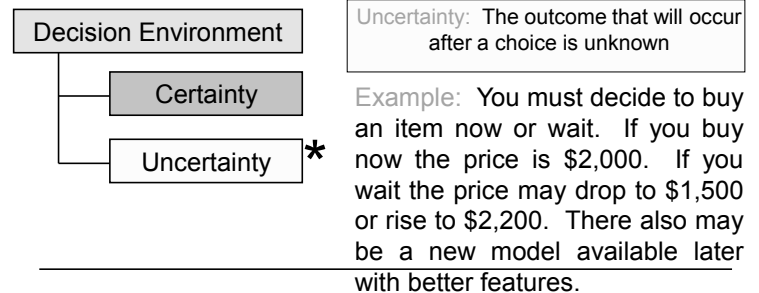 Decision Environment
Certainty
Uncertainty *
Uncertainty: The outcome that will occur
after a choice is unknown
Example: You must decide to buy
an item now or wait. If you buy
now the price is $2,000. If you
wait the price may drop to $1,500
or rise to $2,200. There also may
be a new model available later
with better features.